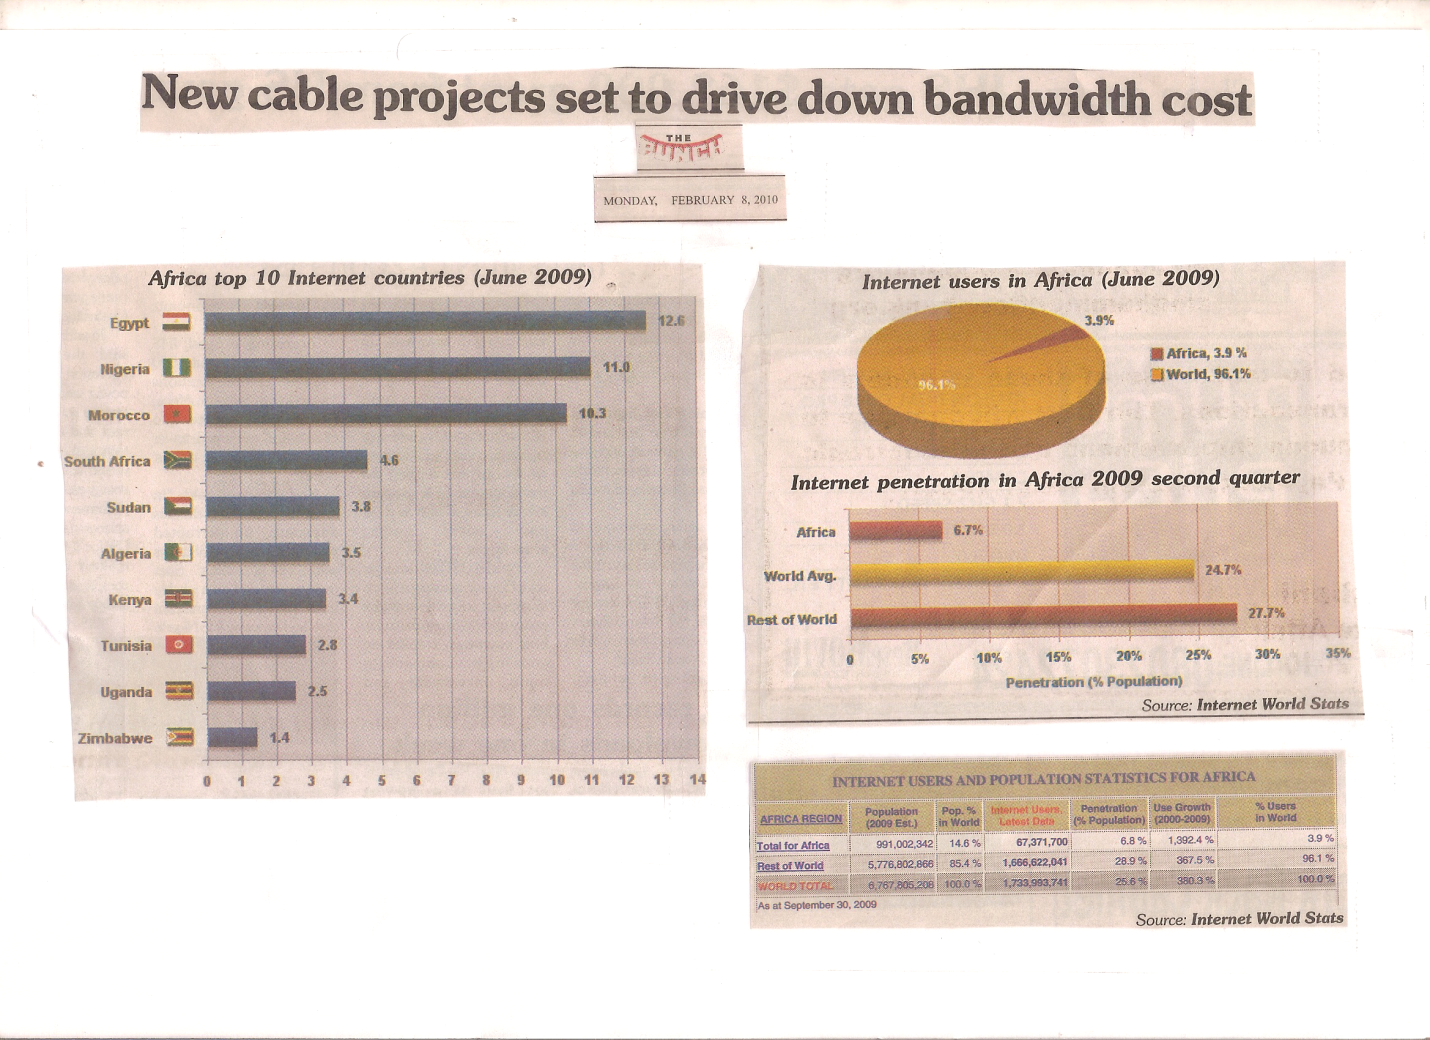 New cable projects set to drive down bandwidth cost
THE
PUNCH
MONDAY, FEBRUARY 8, 2010
Africa top 10 Internet countries (June 2009)
Egypt 12.6
Nigeria 11.0
Morocco 10.3
South Africa 4.6
Sudan 3.8
Algeria 3.5
Kenya 3.4
Tunisia 2.8
Uganda 2.5
Zimbabwe 1.4
0 1 2 3 4 5 6 7 8 9 10 11 12 13 14
Internet users in Africa (June 2009)
3.9%
96.1%
Africa, 3.9 %
World, 96.1%
Internet penetration in Africa 2009 second quarter
Africa 6.7%
World Avg. 24.7%
Rest of World 27.7%
0 5% 10% 15% 20% 25% 30% 35%
Penetration (% Population)
Source: Internet World Stats
INTERNET USERS AND POPULATION STATISTICS FOR AFRICA
AFRICA REGION Population (2009 Est.) Pop. % in World Internet Users, Latest Data Penetration (% Population) Use Growth (2000-2009) % Users in World
Total for Africa 991,002,342 14.6 % 67,371,700 6.8 % 1,392.4 % 3.9 %
Rest of World 5,776,802,866 85.4 % 1,666,622,041 28.9 % 367.5 % 96.1 %
WORLD TOTAL 6,767,805,208 100.0 % 1,733,993,741 25.6 % 380.3 % 100.0 %
As at September 30, 2009
Source: Internet World Stats